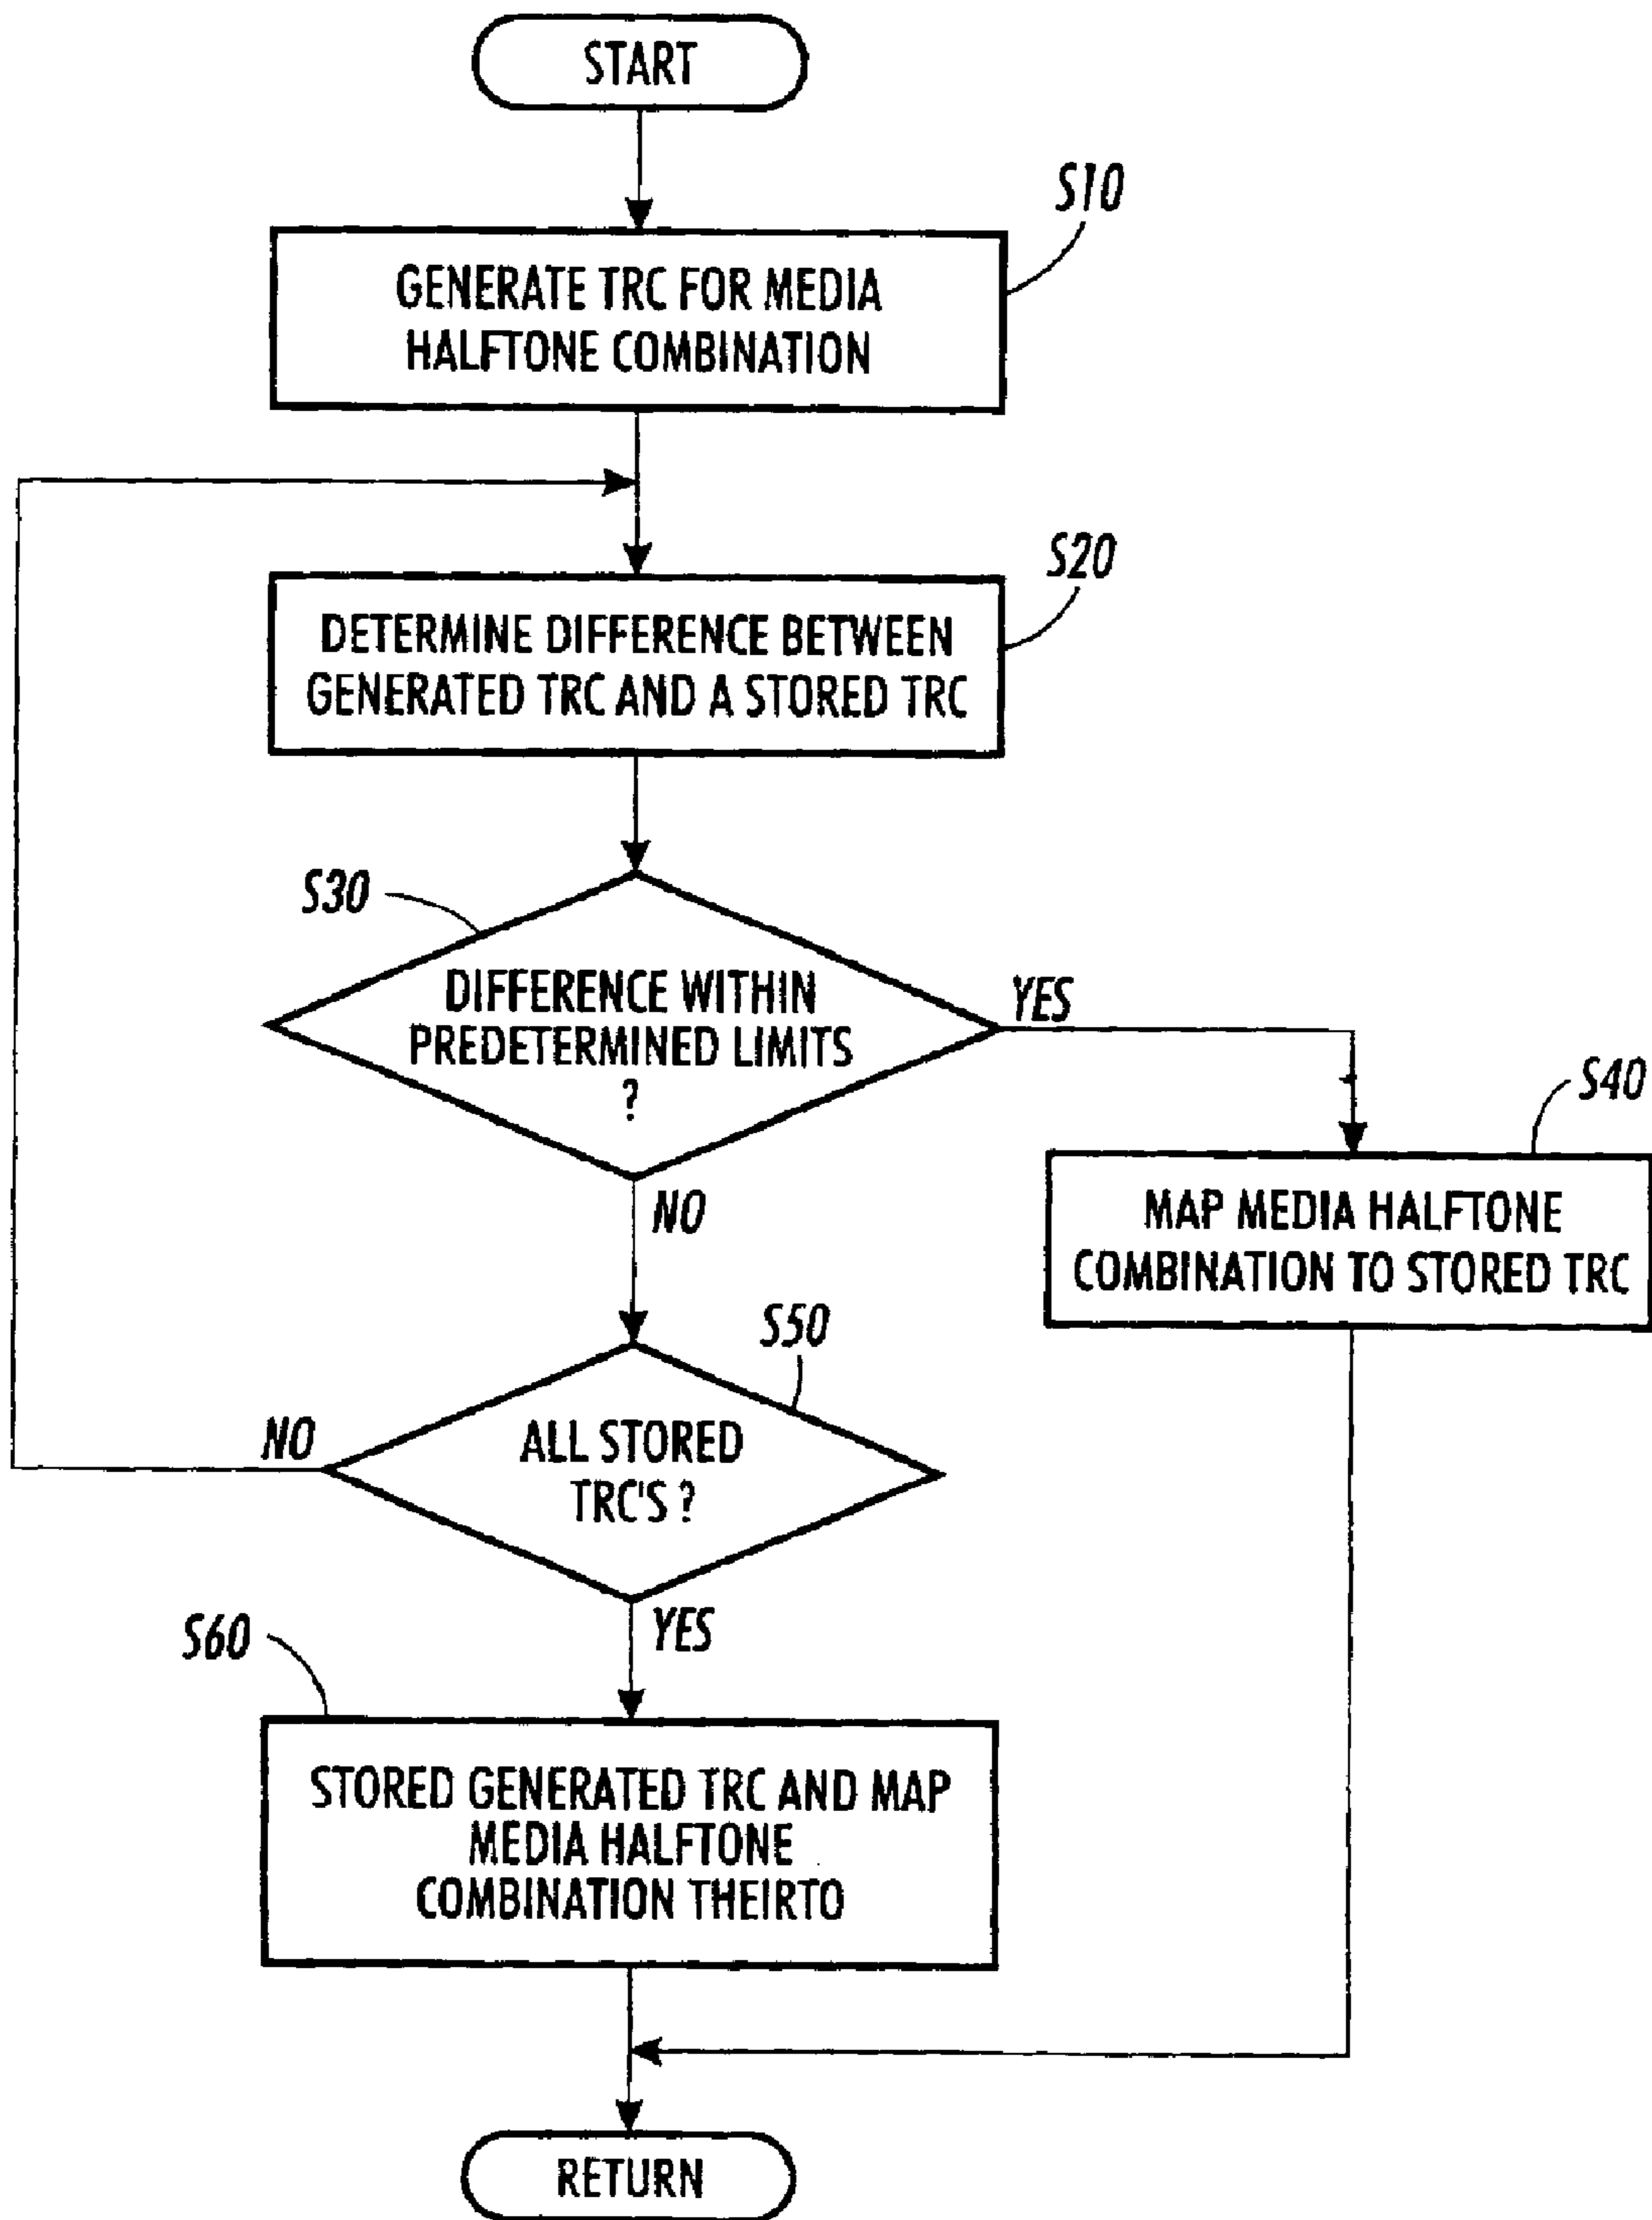 START
S10
GENERATE TRC FOR MEDIA
HALFTONE COMBINATION
S20
DETERMINE DIFFERENCE BETWEEN
GENERATED TRC AND A STORED TRC
S30
DIFFERENCE WITHIN
PREDETERMINED LIMITS
?
YES
NO
S40
MAP MEDIA HALFTONE
COMBINATION TO STORED TRC
S50
ALL STORED
TRC'S ?
NO
YES
S60
STORED GENERATED TRC AND MAP
MEDIA HALFTONE
COMBINATION THEIRTO
RETURN